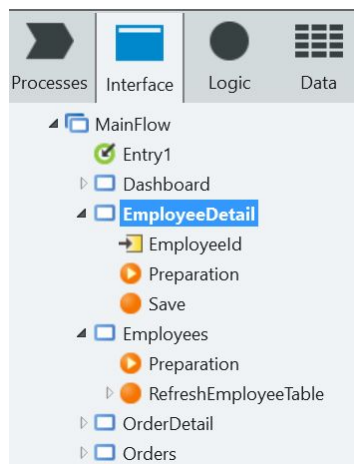 Processes Interface Logic Data
MainFlow
Entry1
Dashboard
EmployeeDetail
EmployeeId
Preparation
Save
Employees
Preparation
RefreshEmployeeTable
OrderDetail
Orders